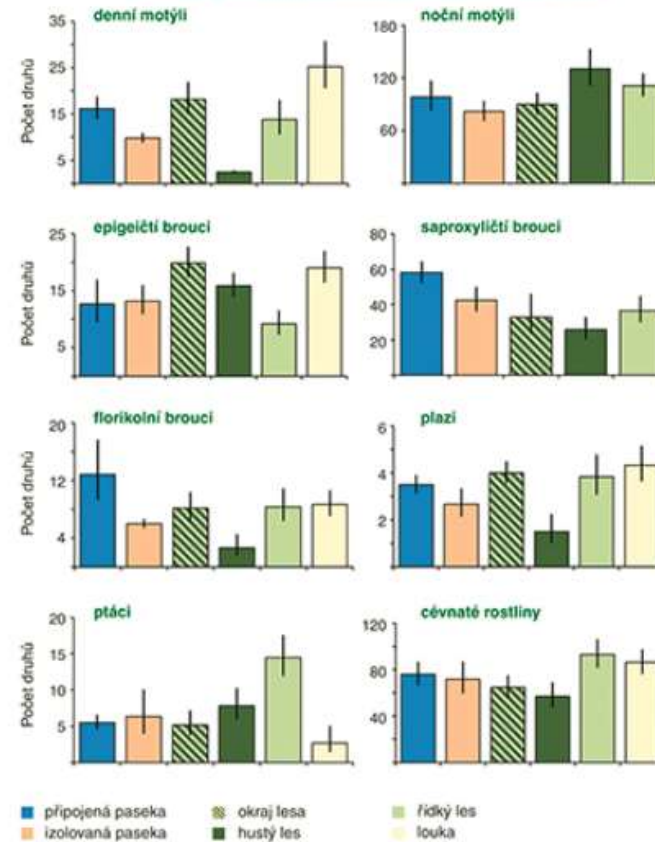 denní motýli
noční motýli
Počet druhů
35
25
15
5
180
120
60
epigeičtí brouci
saproxyličtí brouci
Počet druhů
25
15
5
80
60
40
20
florikolní brouci
plazi
Počet druhů
20
12
4
6
4
2
ptáci
cévnaté rostliny
Počet druhů
20
15
10
5
120
80
40
připojená paseka
okraj lesa
řídký les
izolovaná paseka
hustý les
louka